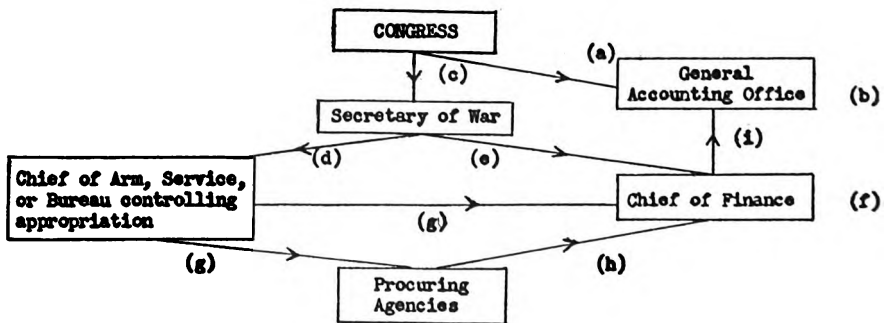 CONGRESS
(a)
(c)
General
Accounting Office
(b)
Secretary of War
(i)
(d)
(e)
Chief of Arm, Service,
or Bureau controlling
appropriation
Chief of Finance
(f)
(g)
(g)
(h)
Procuring
Agencies